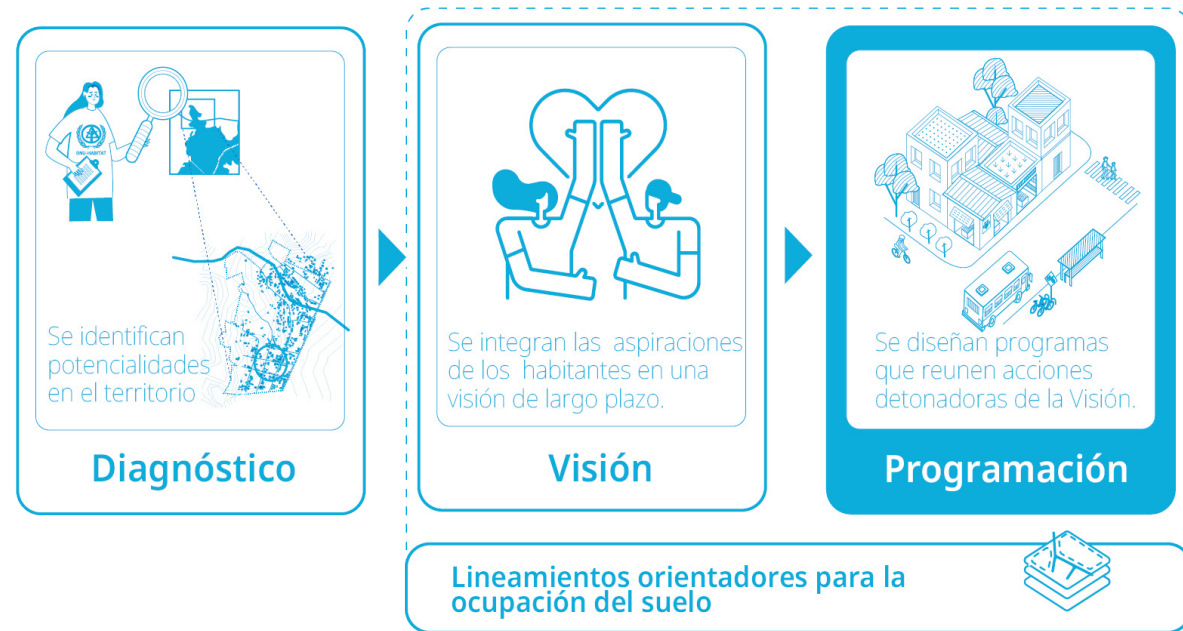 ONU-HABITAT
Se identifican
potencialidades
en el territorio
Diagnóstico
Se integran las aspiraciones
de los habitantes en una
visión de largo plazo.
Visión
Se diseñan programas
que reunen acciones
detonadoras de la Visión.
Programación
Lineamientos orientadores para la
ocupación del suelo